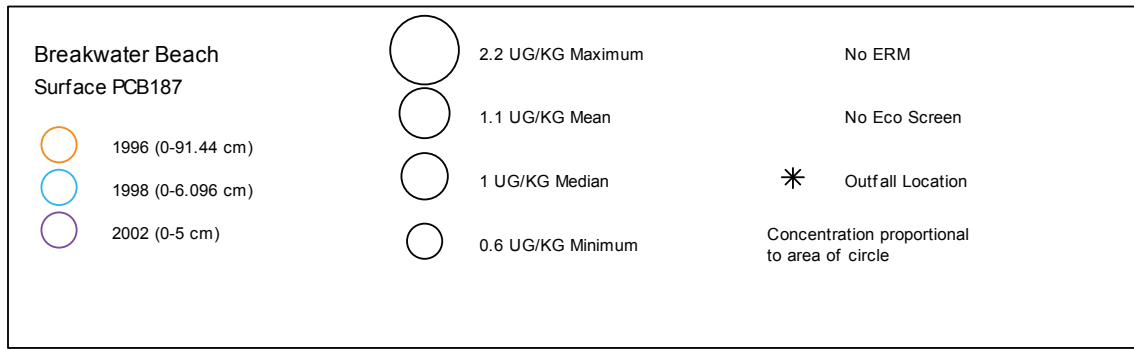 Breakwater Beach
Surface PCB187
1996 (0-91.44 cm)
1998 (0-6.096 cm)
2002 (0-5 cm)
2.2 UG/KG Maximum
1.1 UG/KG Mean
1 UG/KG Median
0.6 UG/KG Minimum
No ERM
No Eco Screen
Outfall Location
Concentration proportional
to area of circle